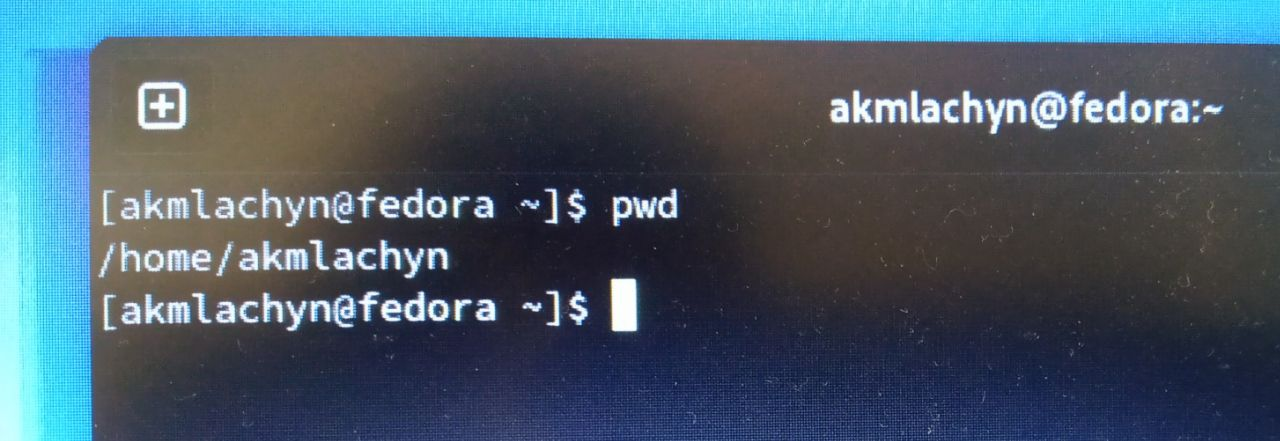 akmlachyn@fedora:~
[akmlachyn@fedora ~]$ pwd
/home/akmlachyn
[akmlachyn@fedora ~]$